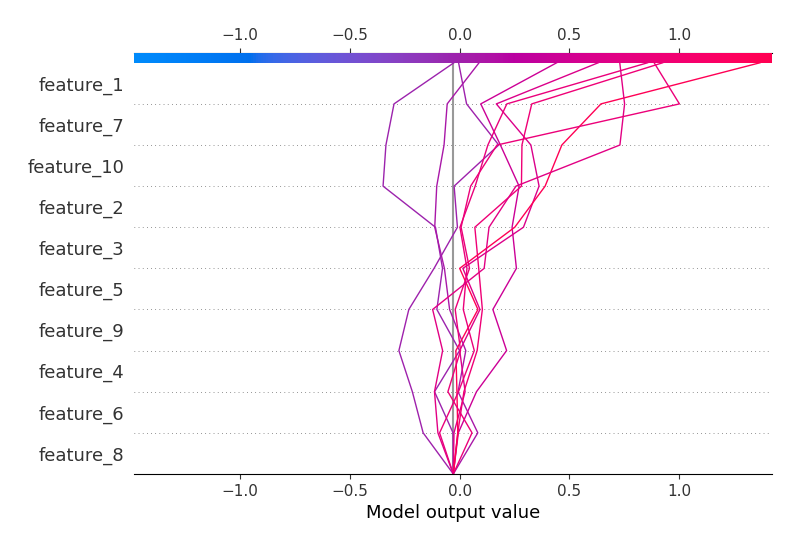 −1.0 −0.5 0.0 0.5 1.0
feature_1
feature_7
feature_10
feature_2
feature_3
feature_5
feature_9
feature_4
feature_6
feature_8
−1.0 −0.5 0.0 0.5 1.0
Model output value